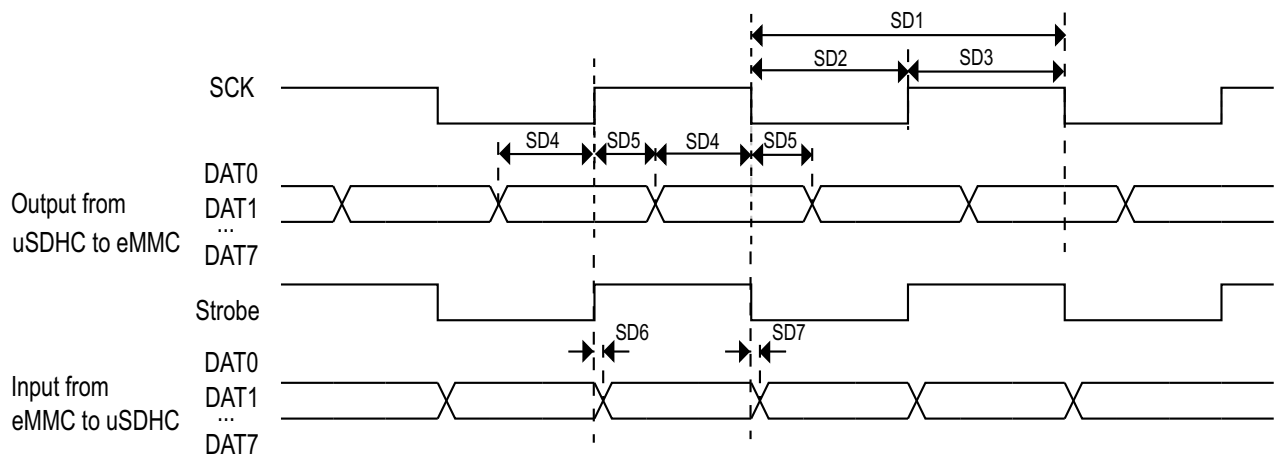 SD1
SD2
SD3
SCK
SD4
SD5
SD4
SD5
DAT0
DAT1
...
DAT7
Output from
uSDHC to eMMC
Strobe
SD6
SD7
DAT0
DAT1
...
DAT7
Input from
eMMC to uSDHC